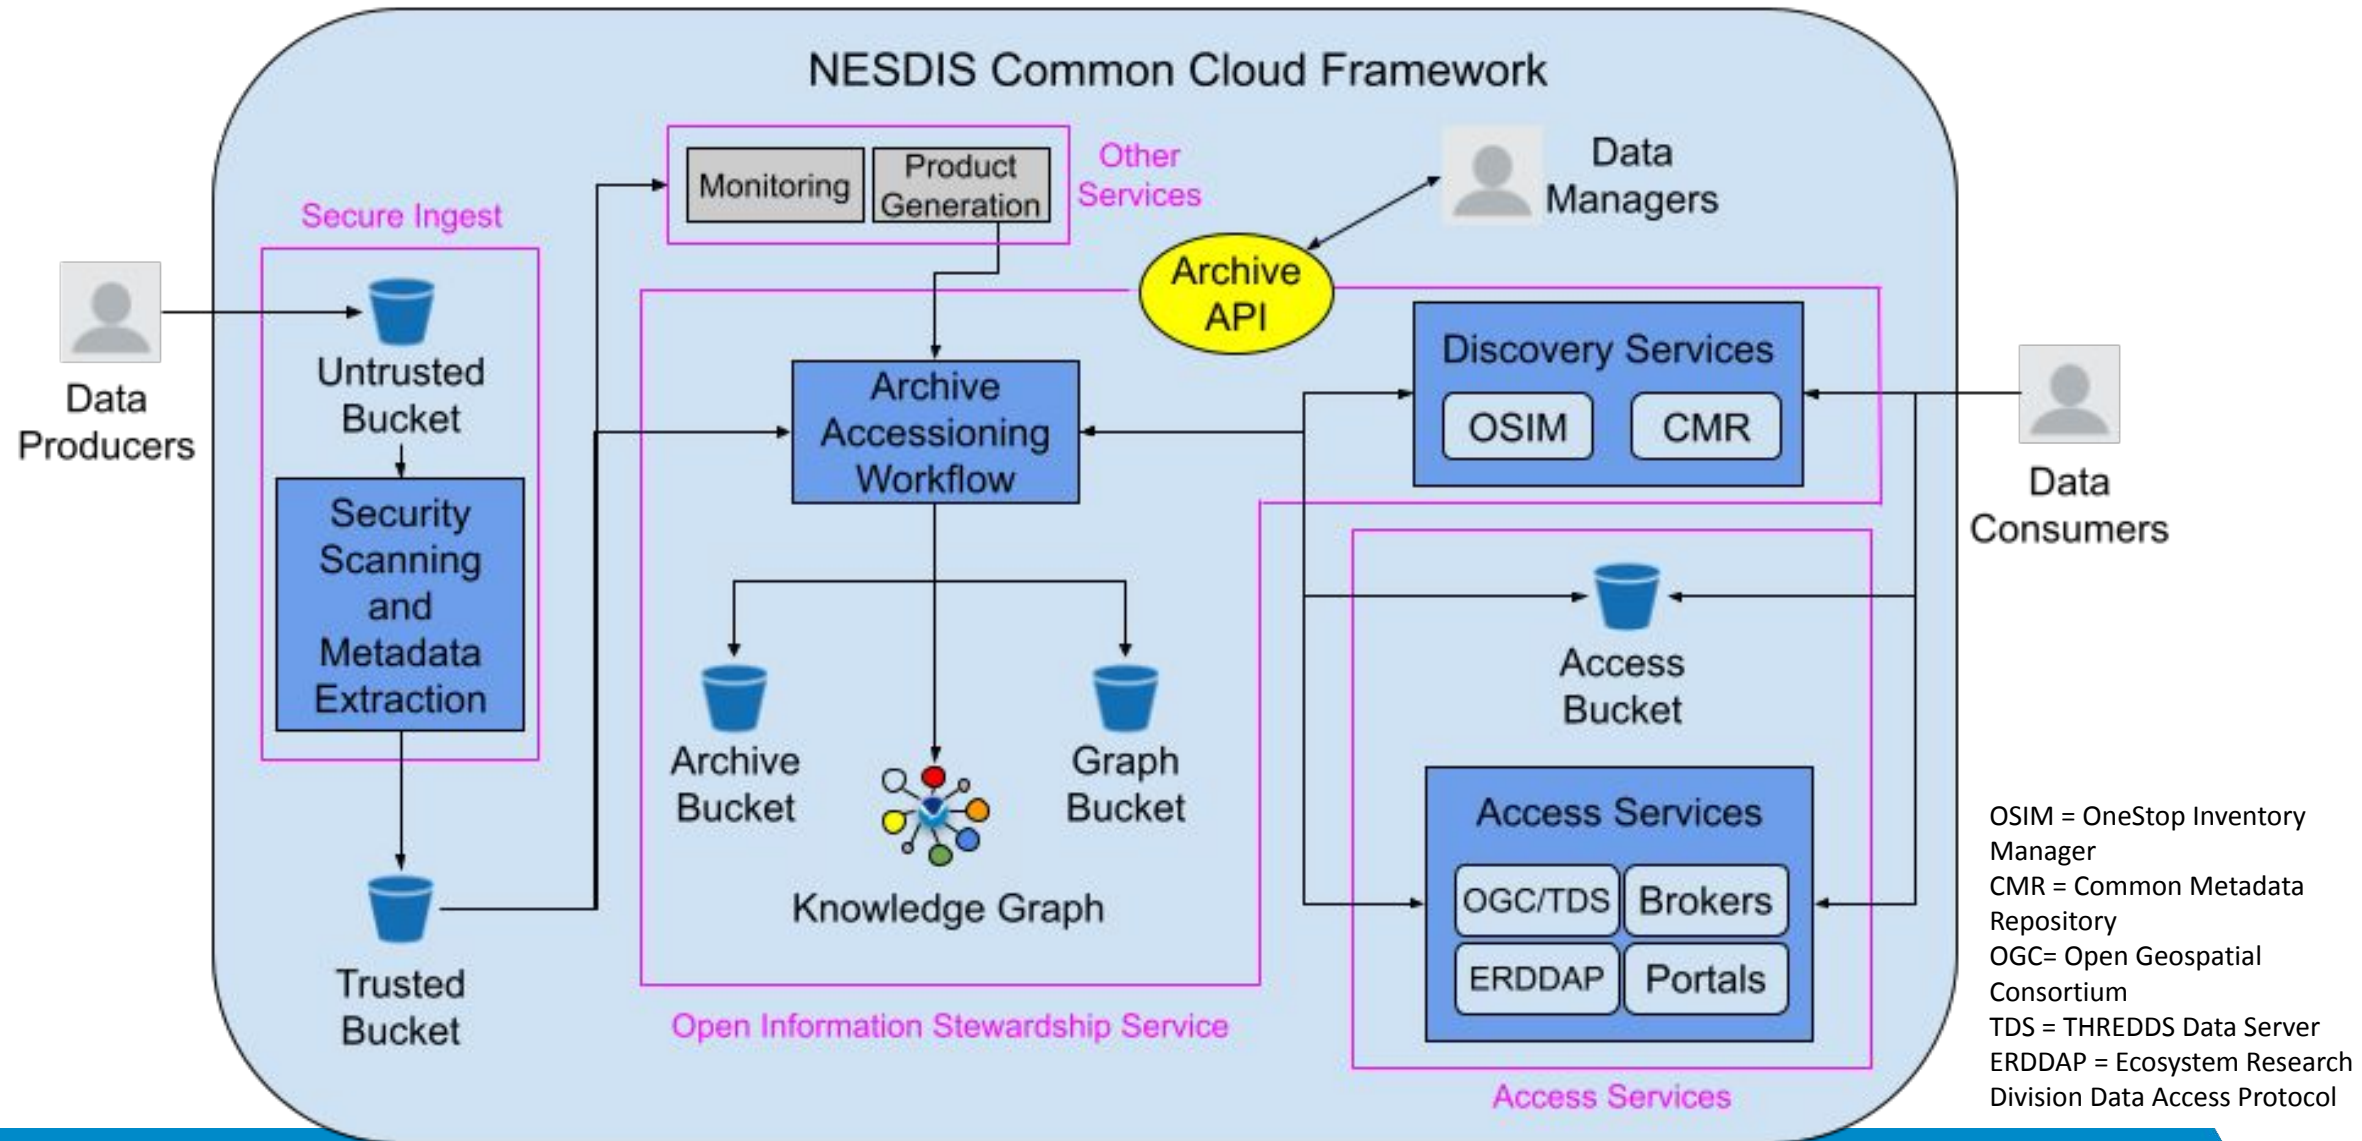 NESDIS Common Cloud Framework
Secure Ingest
Data
Producers
Untrusted
Bucket
Security
Scanning
and
Metadata
Extraction
Trusted
Bucket
Monitoring
Product
Generation
Other
Services
Data
Managers
Archive
API
Archive
Accessioning
Workflow
Archive
Bucket
Knowledge Graph
Graph
Bucket
Open Information Stewardship Service
Discovery Services
OSIM
CMR
Data
Consumers
Access
Bucket
Access Services
OGC/TDS
Brokers
ERDDAP
Portals
Access Services
OSIM = OneStop Inventory
Manager
CMR = Common Metadata
Repository
OGC= Open Geospatial
Consortium
TDS = THREDDS Data Server
ERDDAP = Ecosystem Research
Division Data Access Protocol